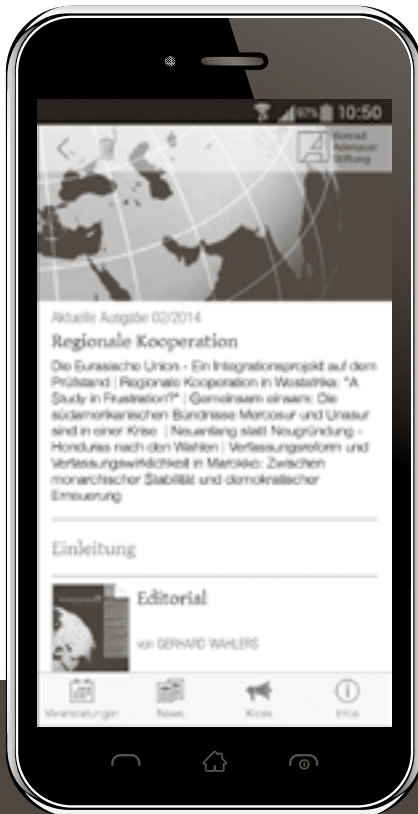 97% 10:50
Konrad
Adenauer
Stiftung
Aktuelle Ausgabe 02/2014
Regionale Kooperation
Die Eurasische Union - Ein Integrationsprojekt auf dem
Prüfstand | Regionale Kooperation in Westafrika: "A
Study in Frustration?" | Gemeinsam einsam: Die
südamerikanischen Bündnisse Mercosur und Unasur
sind in einer Krise | Neuanfang statt Neugründung -
Honduras nach den Wahlen | Verfassungsreform und
Verfassungswirklichkeit in Marokko: Zwischen
monarchischer Stabilität und demokratischer
Erneuerung
Einleitung
Editorial
von GERHARD WAHLERS
Veranstaltungen News Kiosk Infos